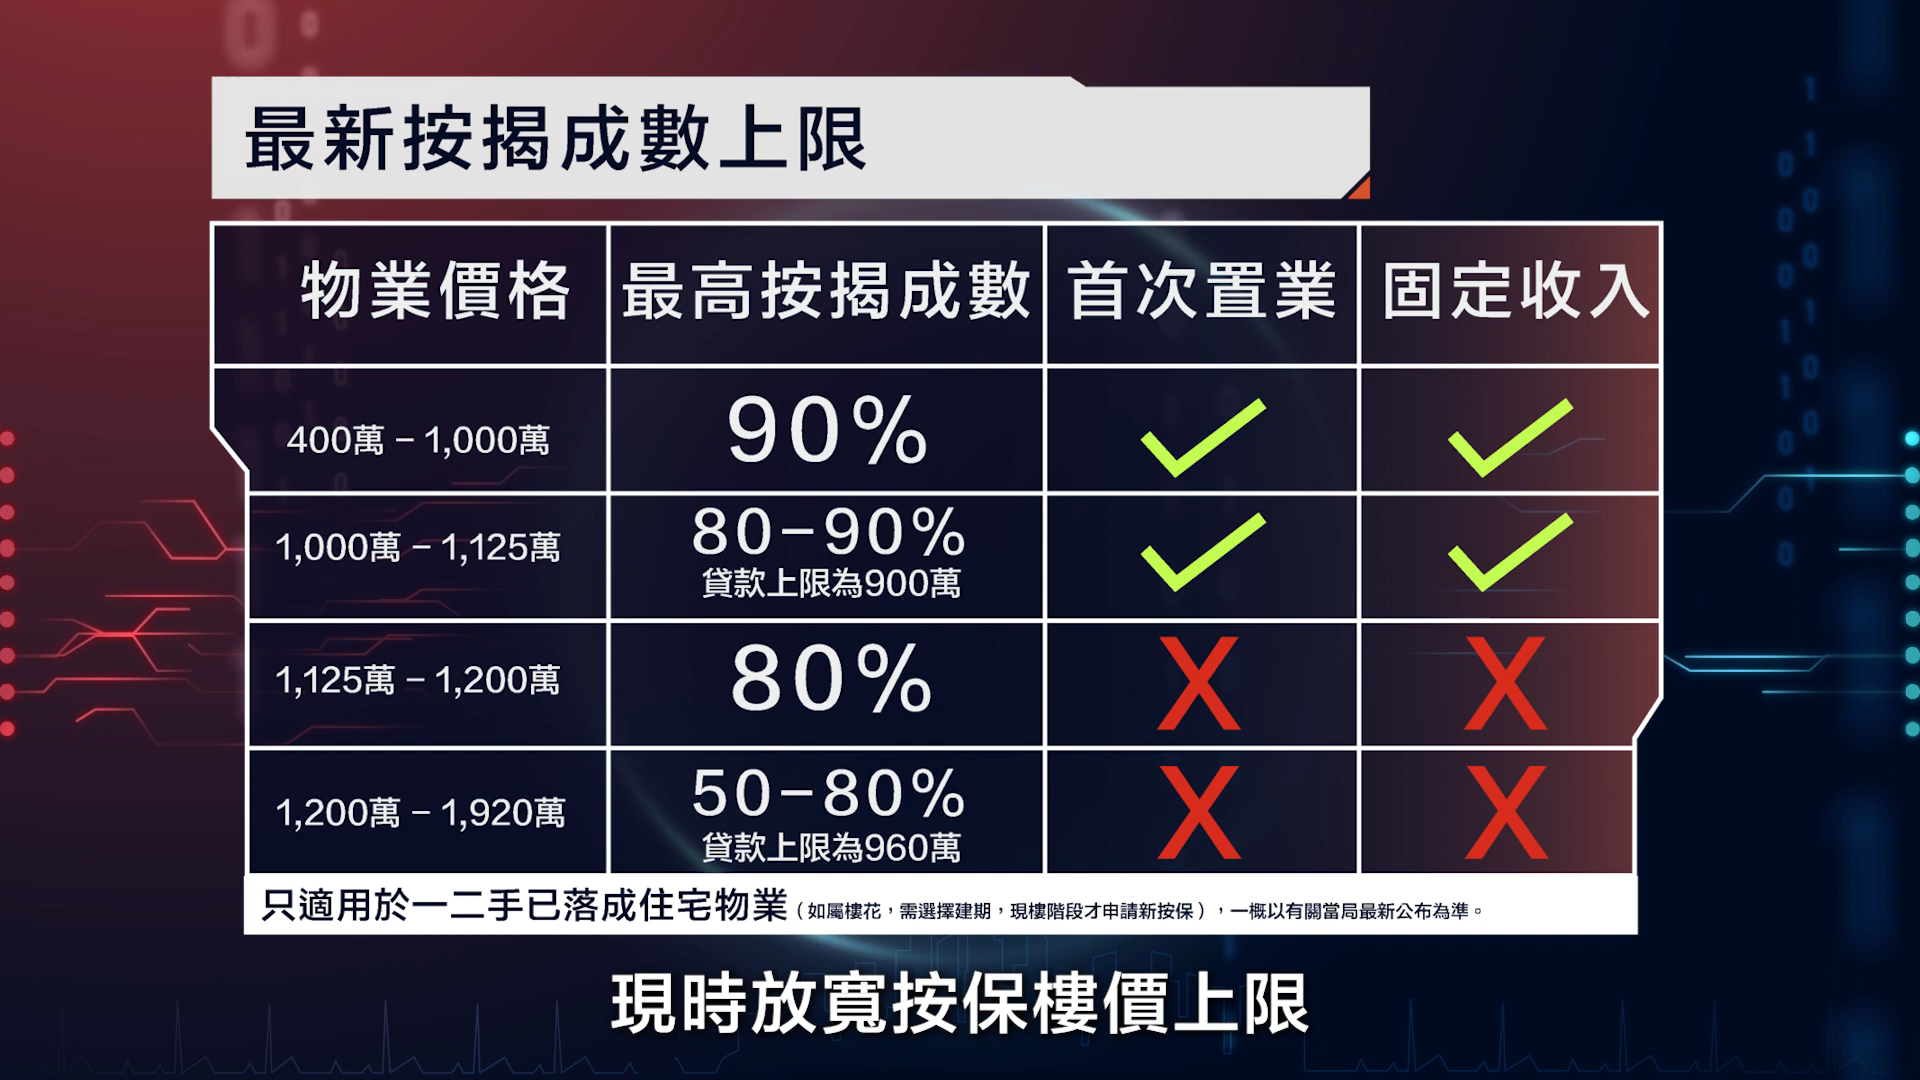 最新按揭成數上限
物業價格 最高按揭成數 首次置業 固定收入
400萬 – 1,000萬 90%
1,000萬 – 1,125萬 80–90%
貸款上限為900萬
1,125萬 – 1,200萬 80% X X
1,200萬 – 1,920萬 50–80% X X
貸款上限為960萬
只適用於一二手已落成住宅物業（如屬樓花，需選擇建期，現樓階段才申請新按保），一概以有關當局最新公布為準。
現時放寬按保樓價上限